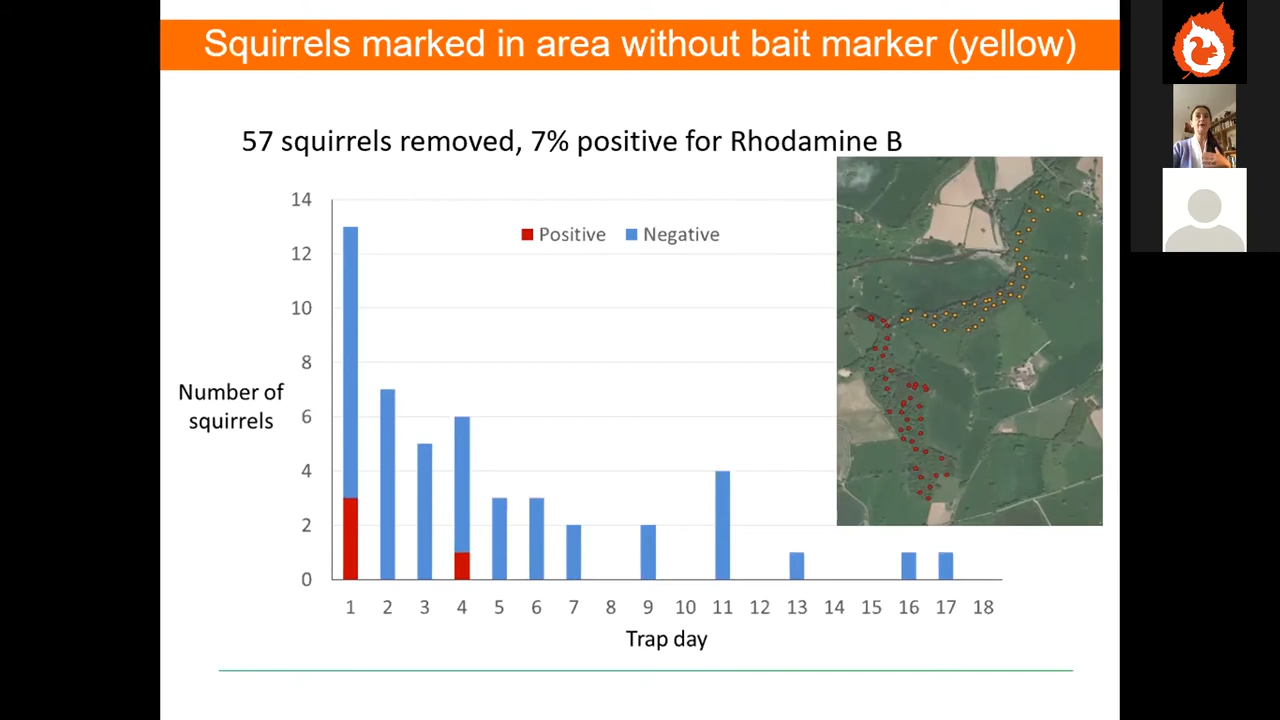 Squirrels marked in area without bait marker (yellow)
57 squirrels removed, 7% positive for Rhodamine B
14
12
10
8
6
4
2
0
Positive
Negative
Number of
squirrels
1 2 3 4 5 6 7 8 9 10 11 12 13 14 15 16 17 18
Trap day